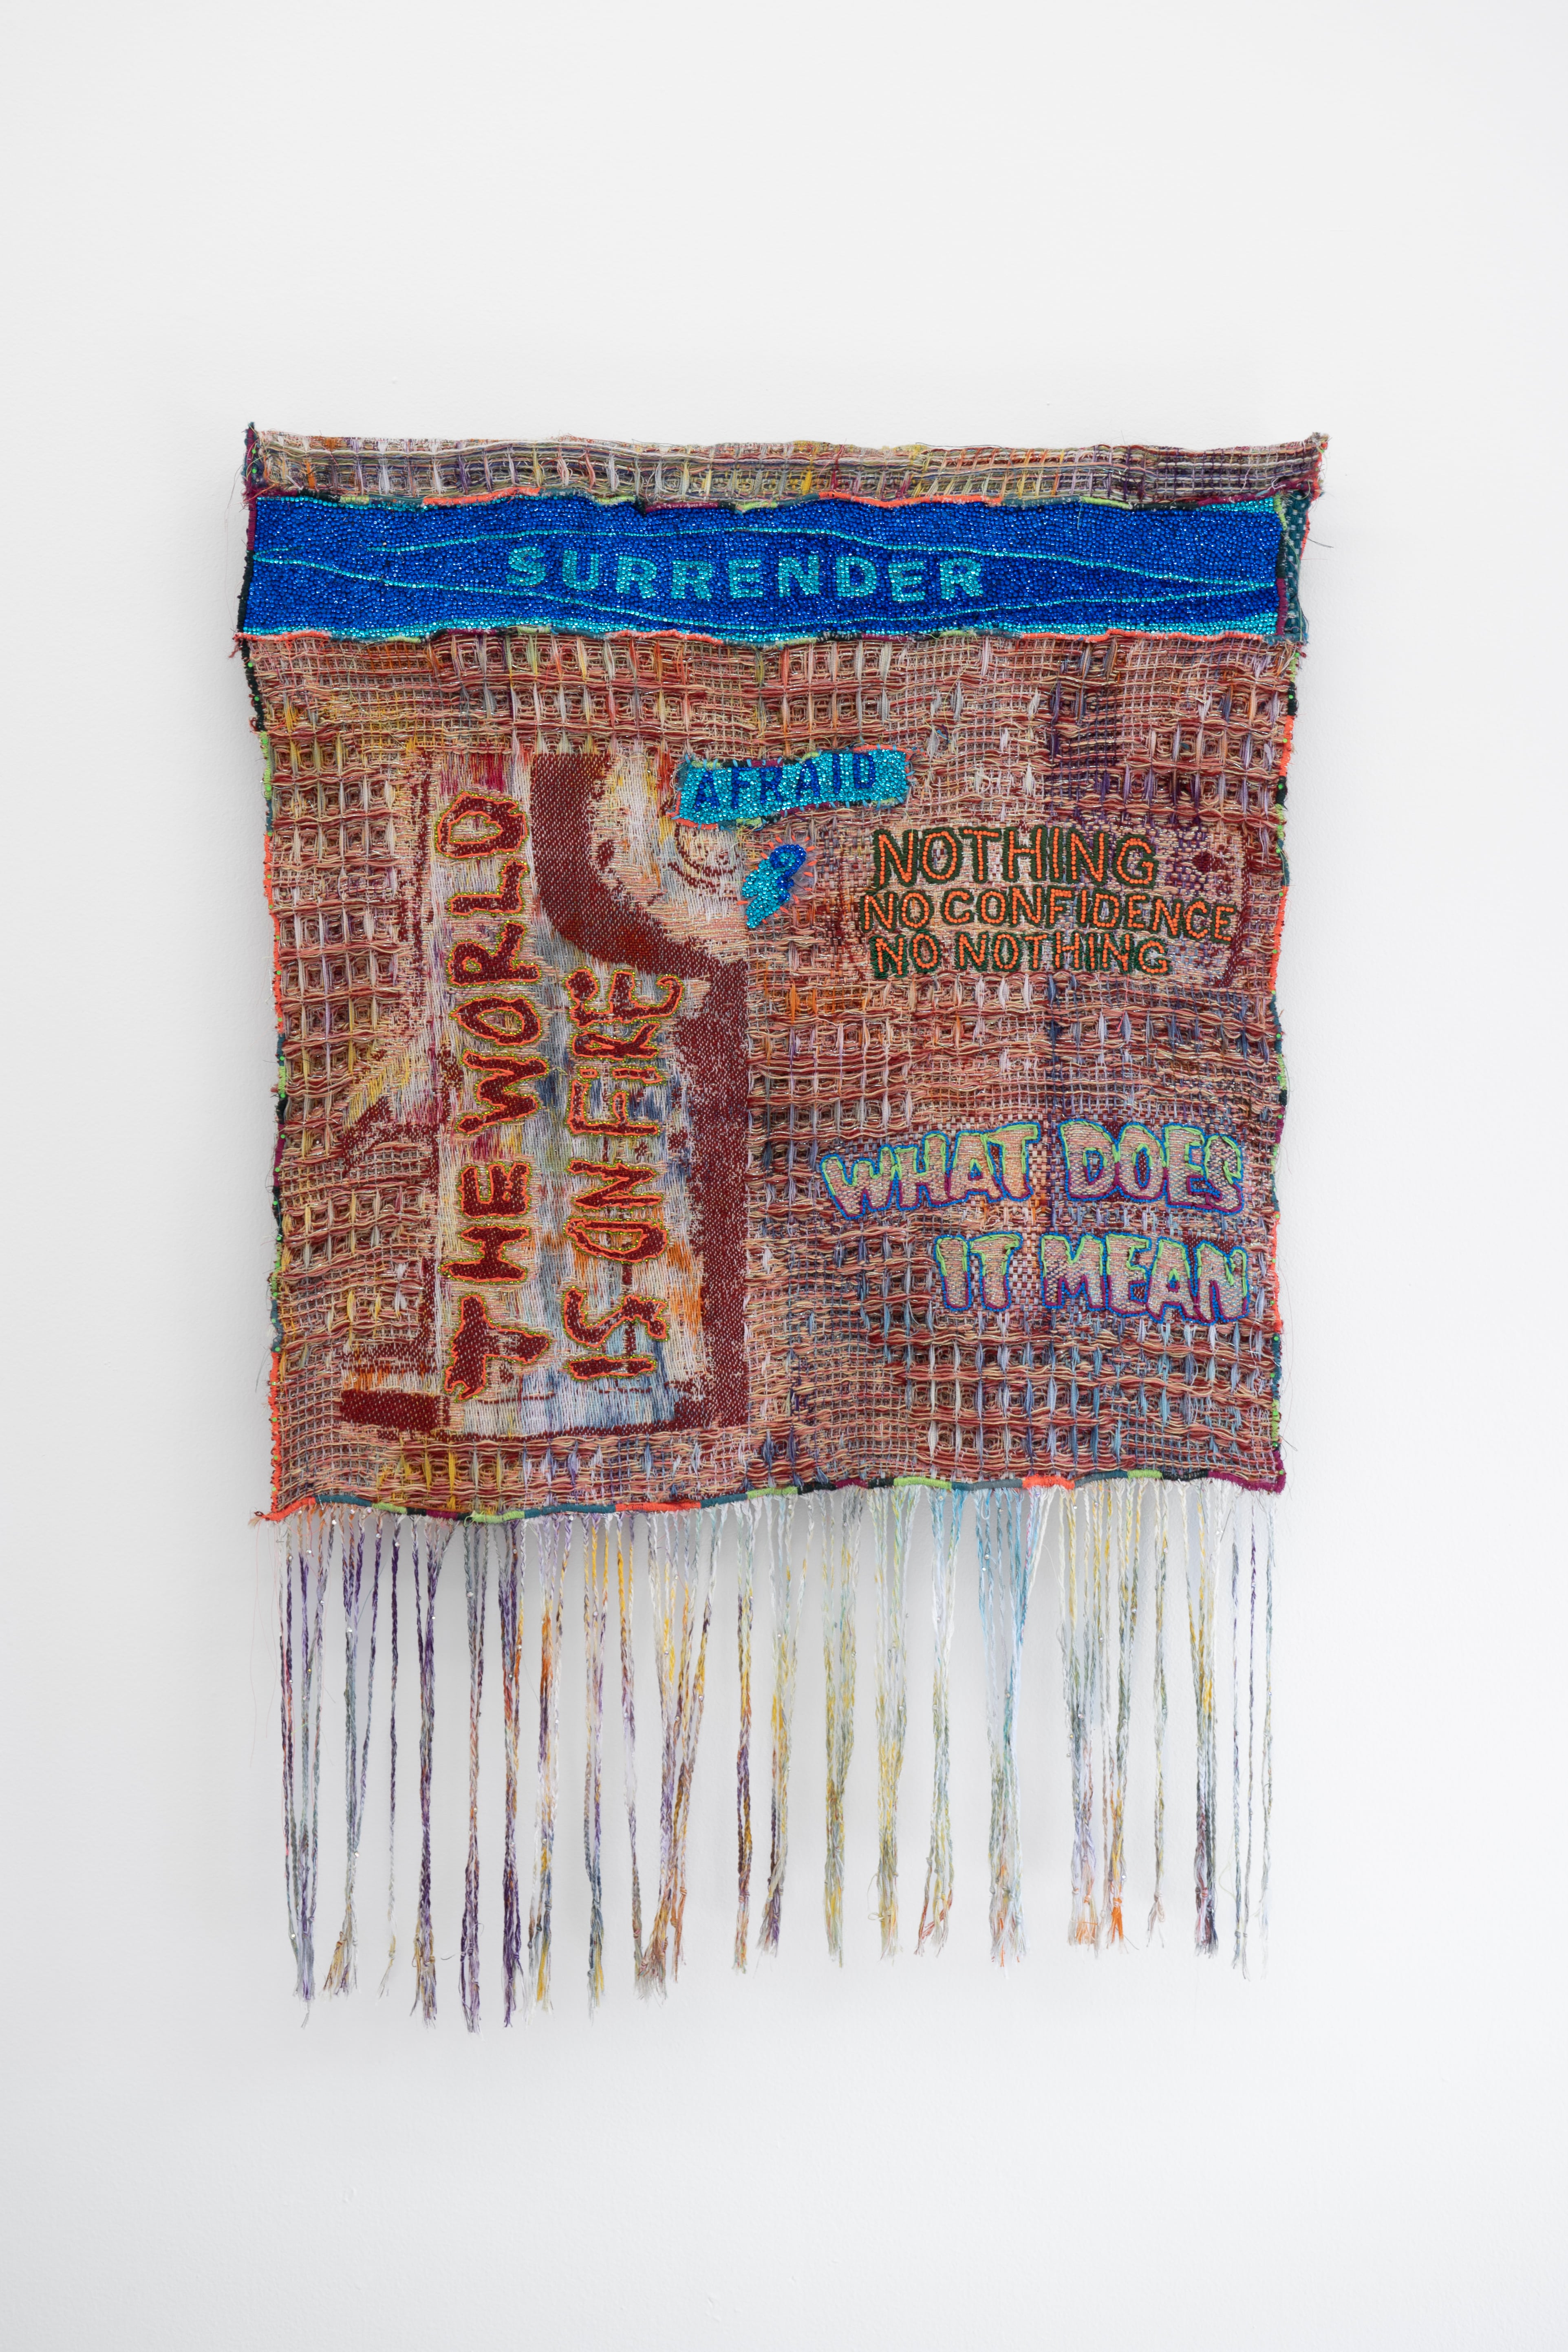 SURRENDER
AFRAID
THE WORLD
IS ON FIRE
NOTHING
NO CONFIDENCE
NO NOTHING
WHAT DOES
IT MEAN